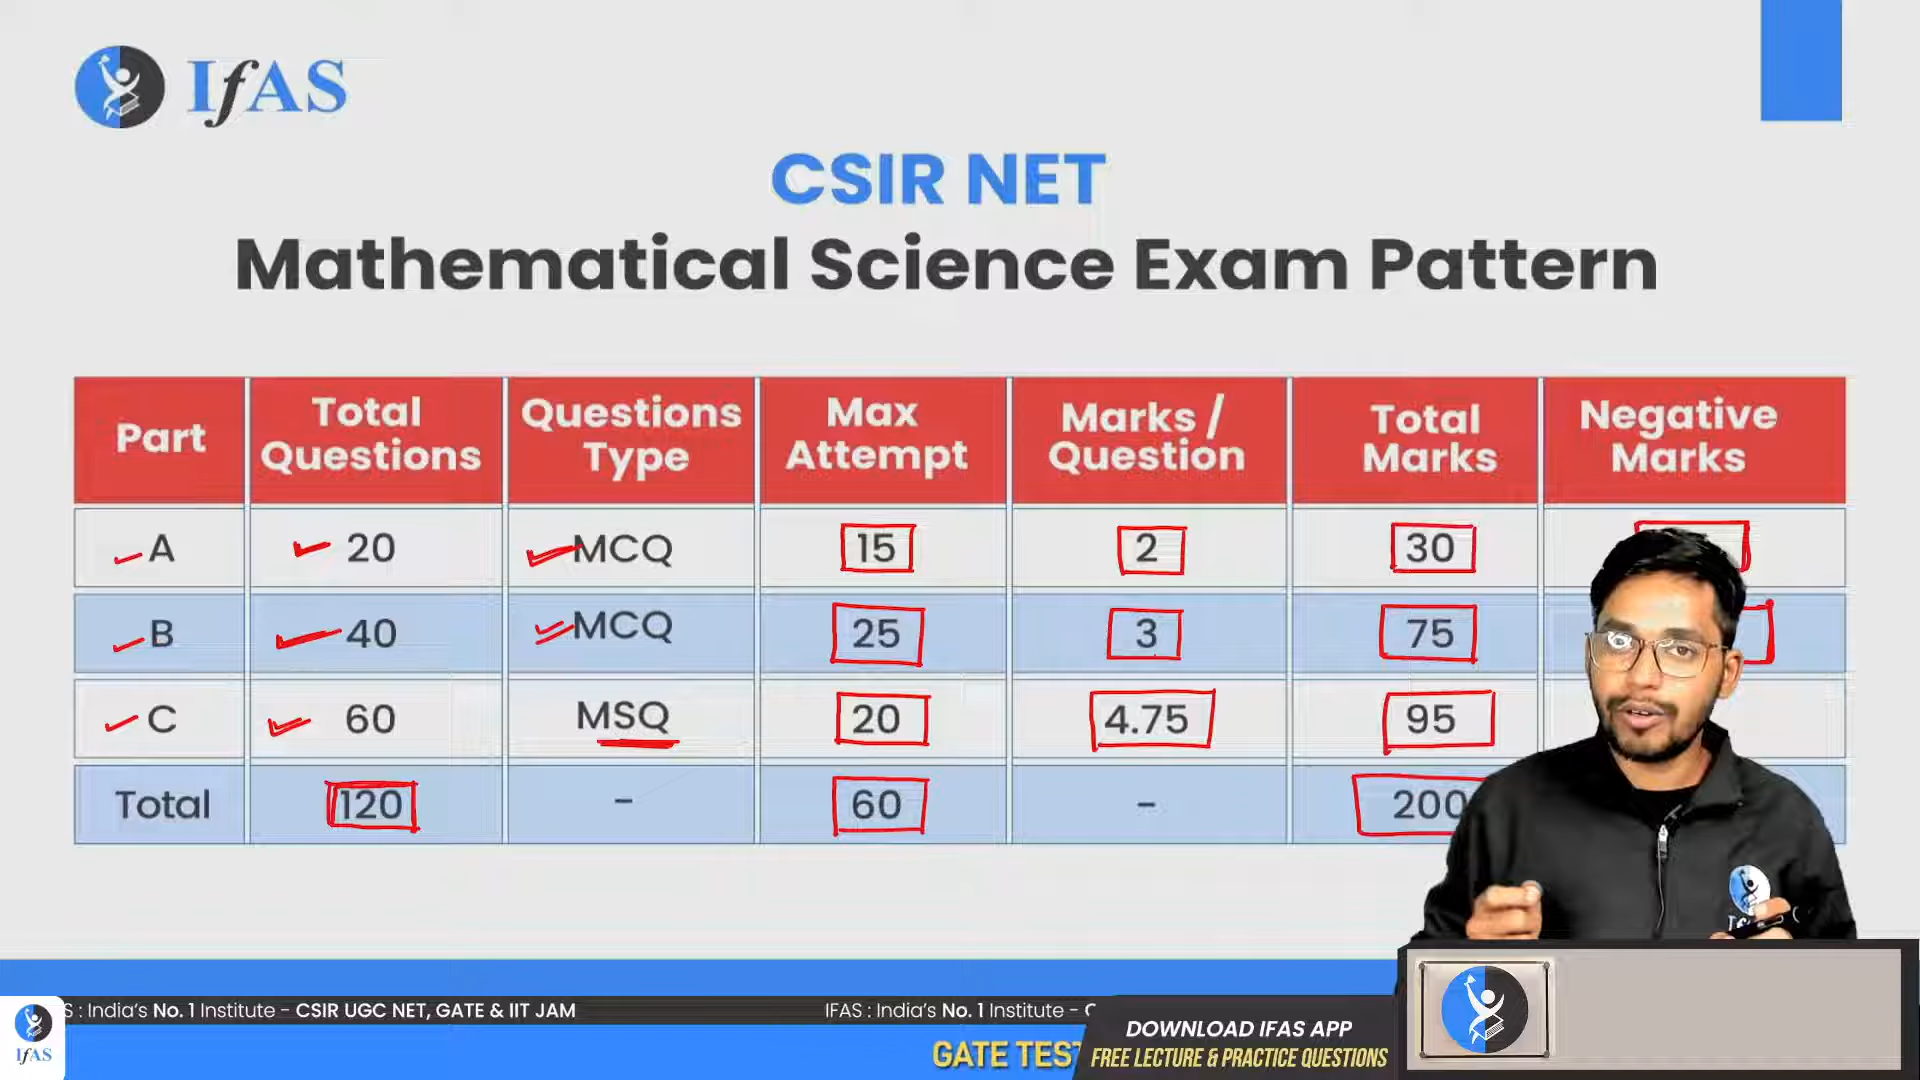 IfAS
CSIR NET
Mathematical Science Exam Pattern
Part Total Questions Questions Type Max Attempt Marks / Question Total Marks Negative Marks
A 20 MCQ 15 2 30
B 40 MCQ 25 3 75
C 60 MSQ 20 4.75 95
Total 120 - 60 - 200
S : India's No. 1 Institute - CSIR UGC NET, GATE & IIT JAM IFAS : India's No. 1 Institute -
IfAS
GATE TES
DOWNLOAD IFAS APP
FREE LECTURE & PRACTICE QUESTIONS